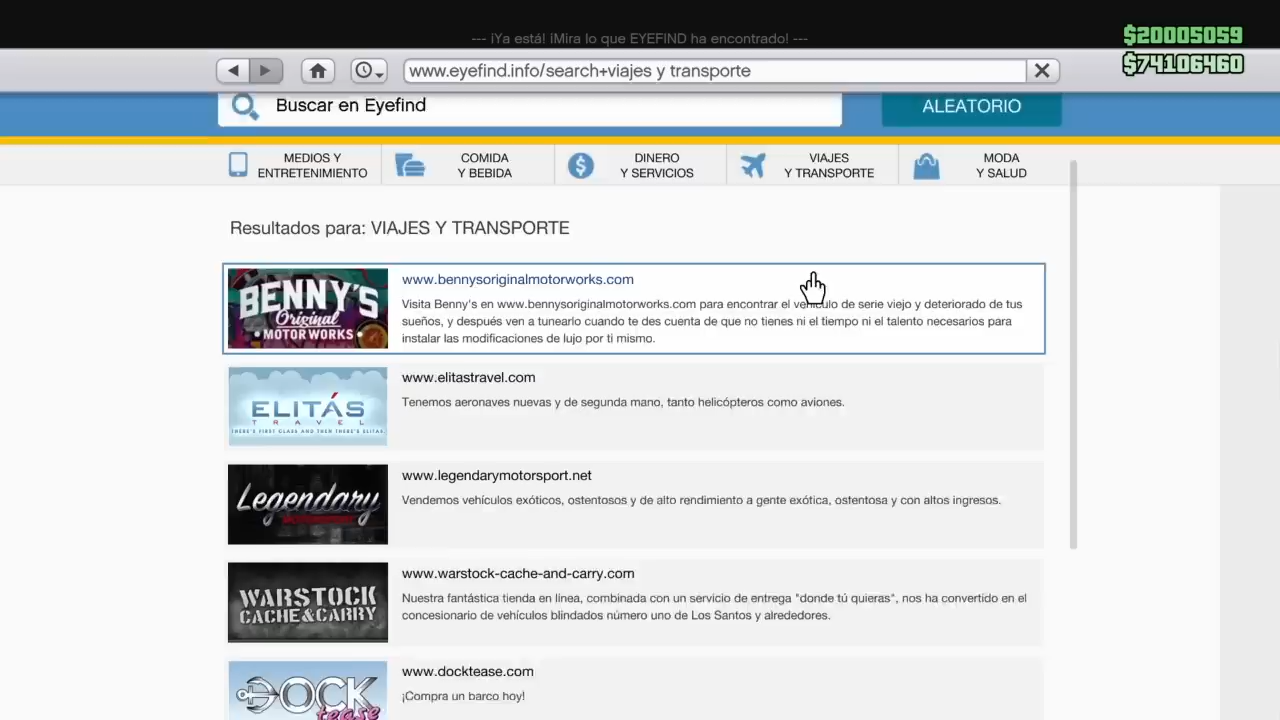 --- ¡Ya está! ¡Mira lo que EYEFIND ha encontrado! ---
$20005059
$74106460
www.eyefind.info/search+viajes y transporte
Buscar en Eyefind
ALEATORIO
MEDIOS Y
ENTRETENIMIENTO
COMIDA
Y BEBIDA
DINERO
Y SERVICIOS
VIAJES
Y TRANSPORTE
MODA
Y SALUD
Resultados para: VIAJES Y TRANSPORTE
BENNY'S
Original
MOTOR WORKS
www.bennysoriginalmotorworks.com
Visita Benny's en www.bennysoriginalmotorworks.com para encontrar el vehículo de serie viejo y deteriorado de tus
sueños, y después ven a tunearlo cuando te des cuenta de que no tienes ni el tiempo ni el talento necesarios para
instalar las modificaciones de lujo por ti mismo.
ELITÁS
TRAVEL
THERE'S FIRST CLASS AND THEN THERE'S ELITAS.
www.elitastravel.com
Tenemos aeronaves nuevas y de segunda mano, tanto helicópteros como aviones.
Legendary
MOTORSPORT
www.legendarymotorsport.net
Vendemos vehículos exóticos, ostentosos y de alto rendimiento a gente exótica, ostentosa y con altos ingresos.
WARSTOCK
CACHE&CARRY
www.warstock-cache-and-carry.com
Nuestra fantástica tienda en línea, combinada con un servicio de entrega "donde tú quieras", nos ha convertido en el
concesionario de vehículos blindados número uno de Los Santos y alrededores.
DOCK
tease
www.docktease.com
¡Compra un barco hoy!